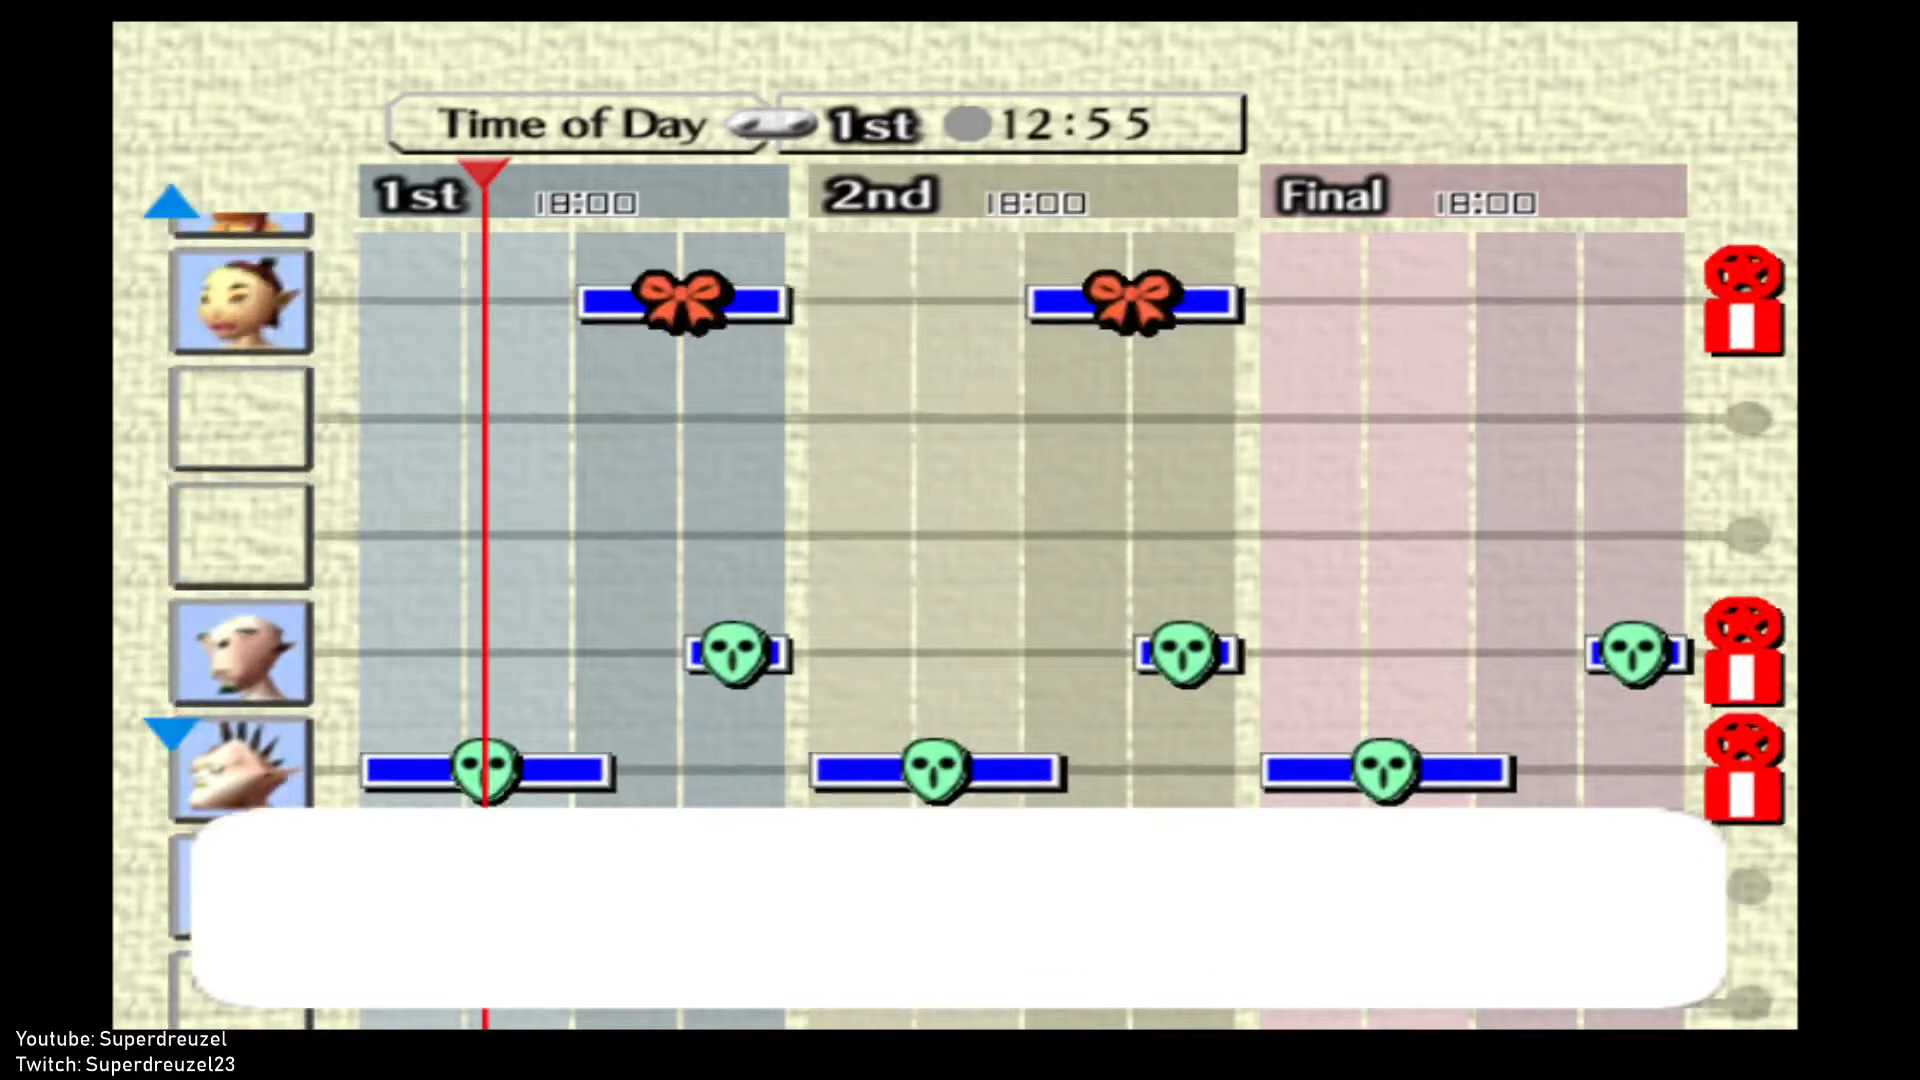 Time of Day 1st 12:55
1st 18:00 2nd 18:00 Final 18:00
Youtube: Superdreuzel
Twitch: Superdreuzel23